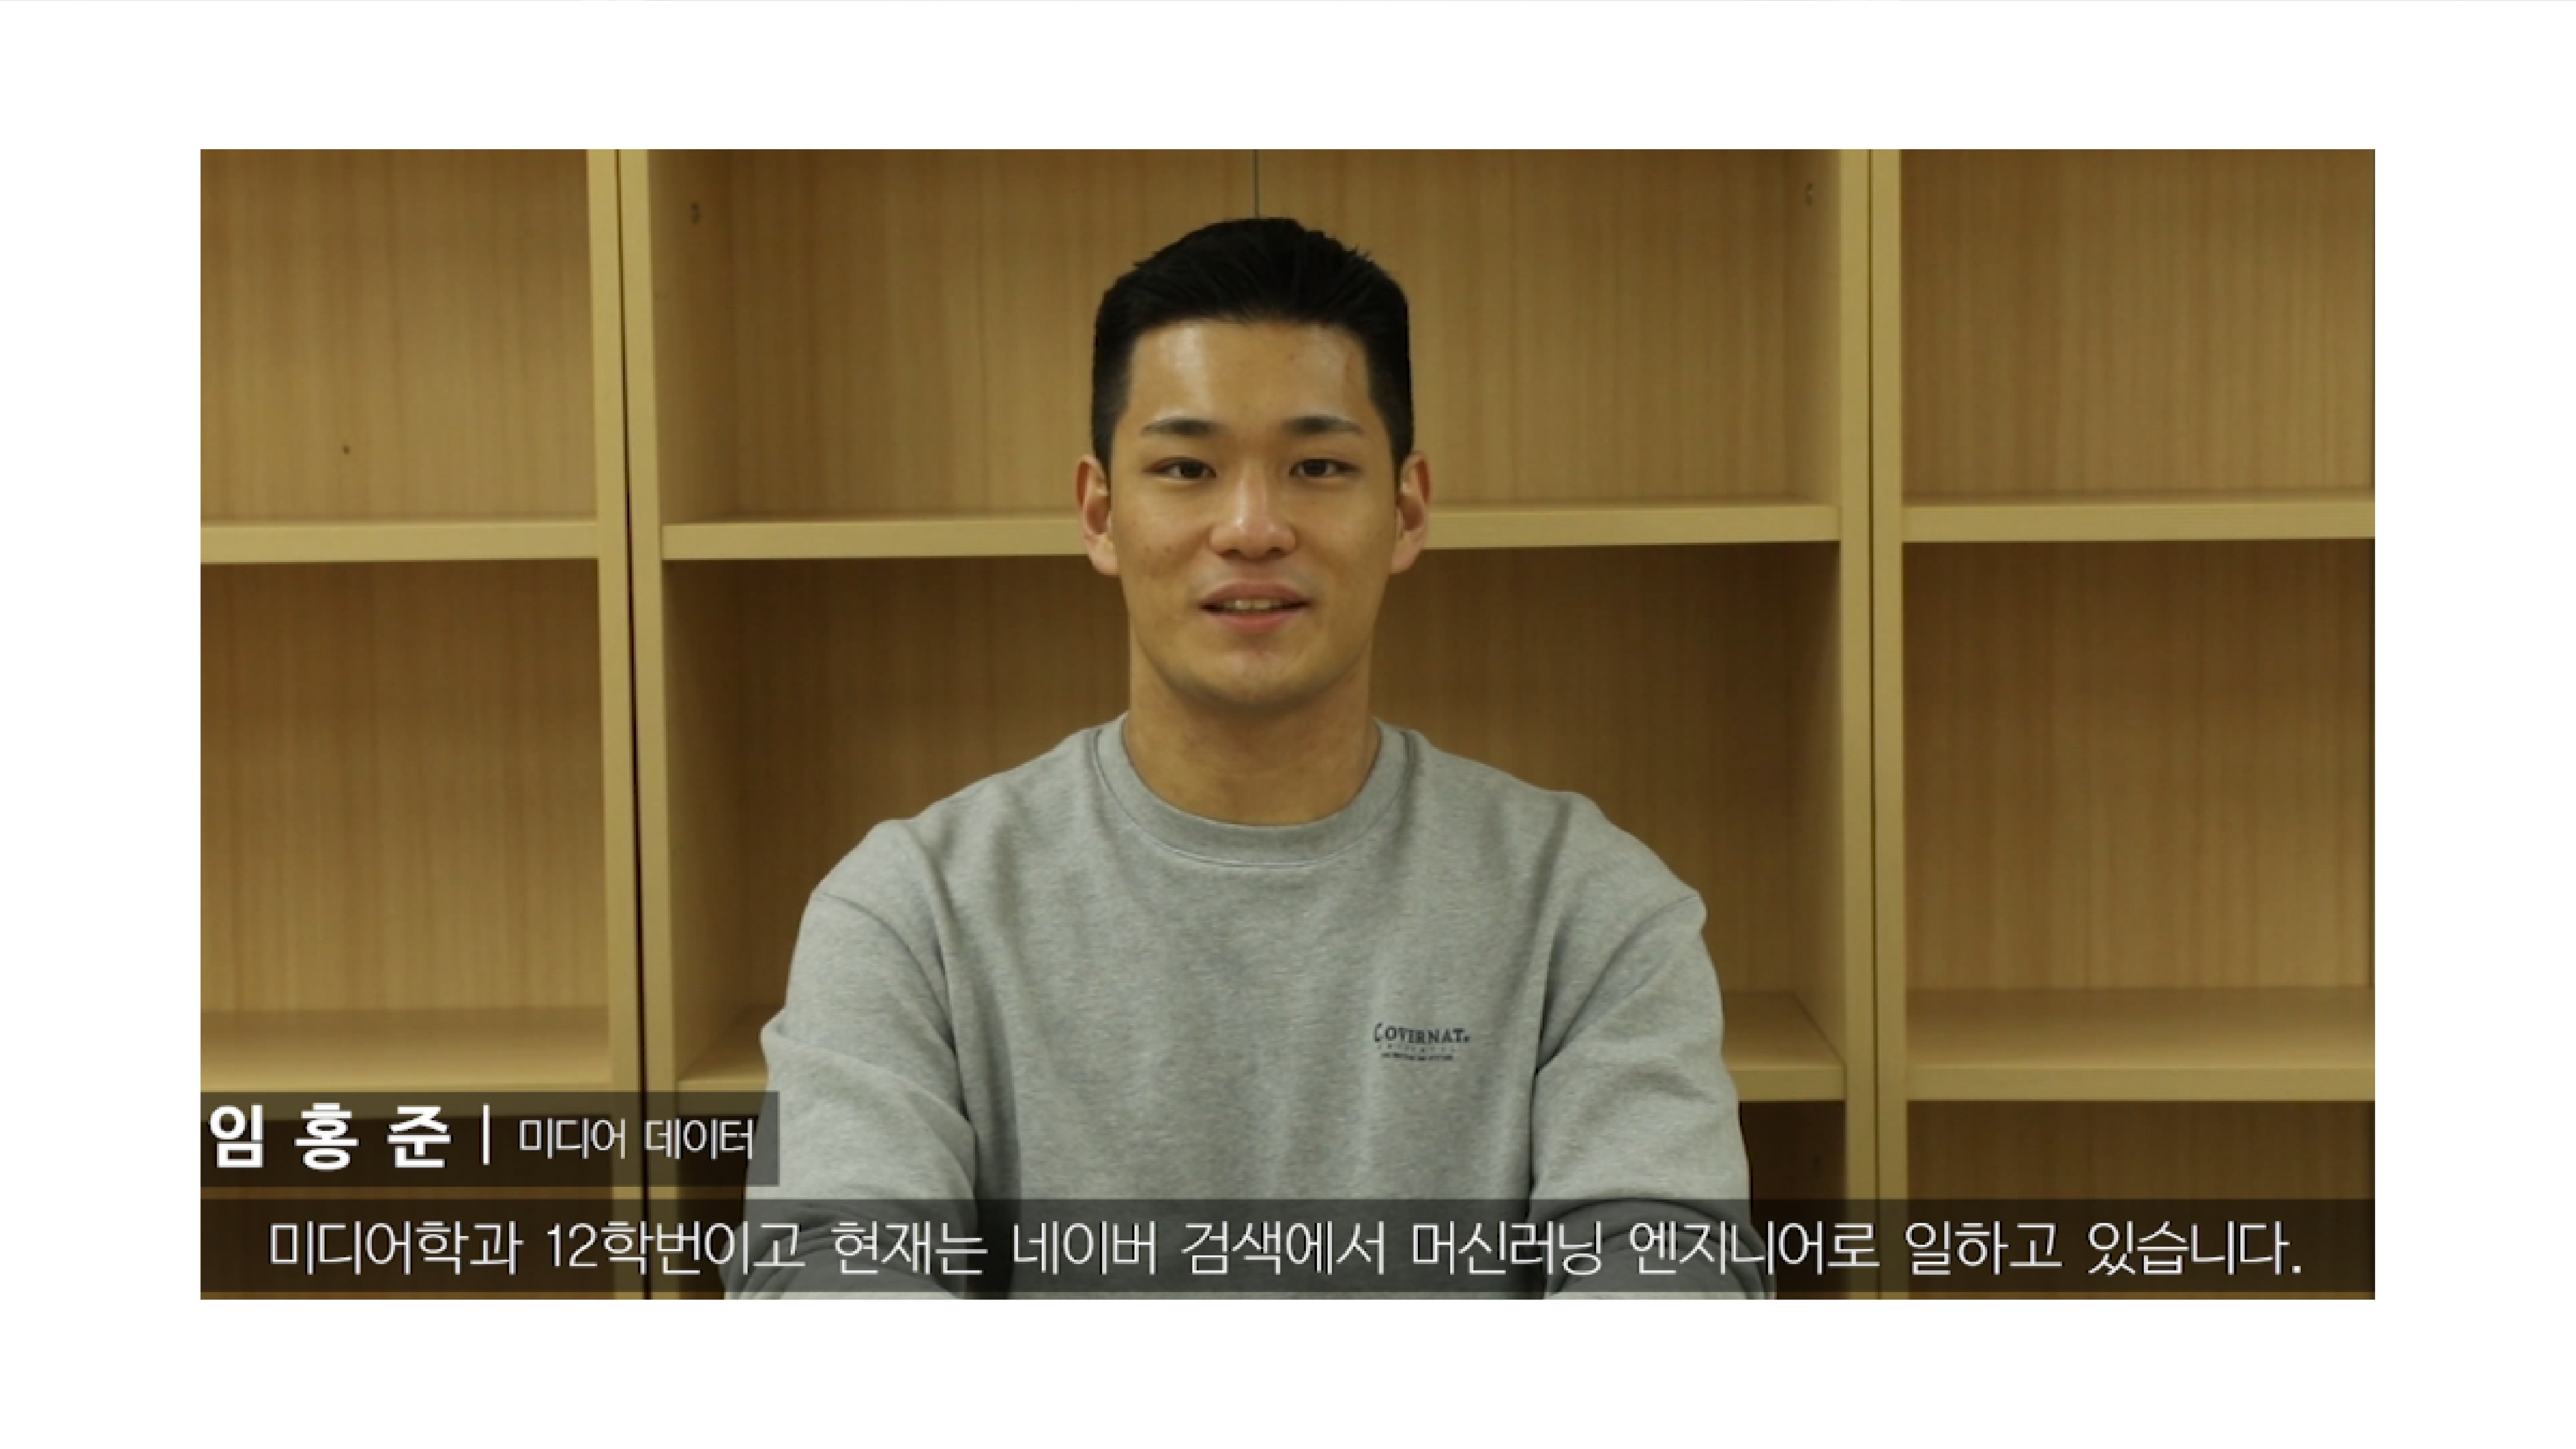 COVERNAT
임 홍 준 | 미디어 데이터
미디어학과 12학번이고 현재는 네이버 검색에서 머신러닝 엔지니어로 일하고 있습니다.